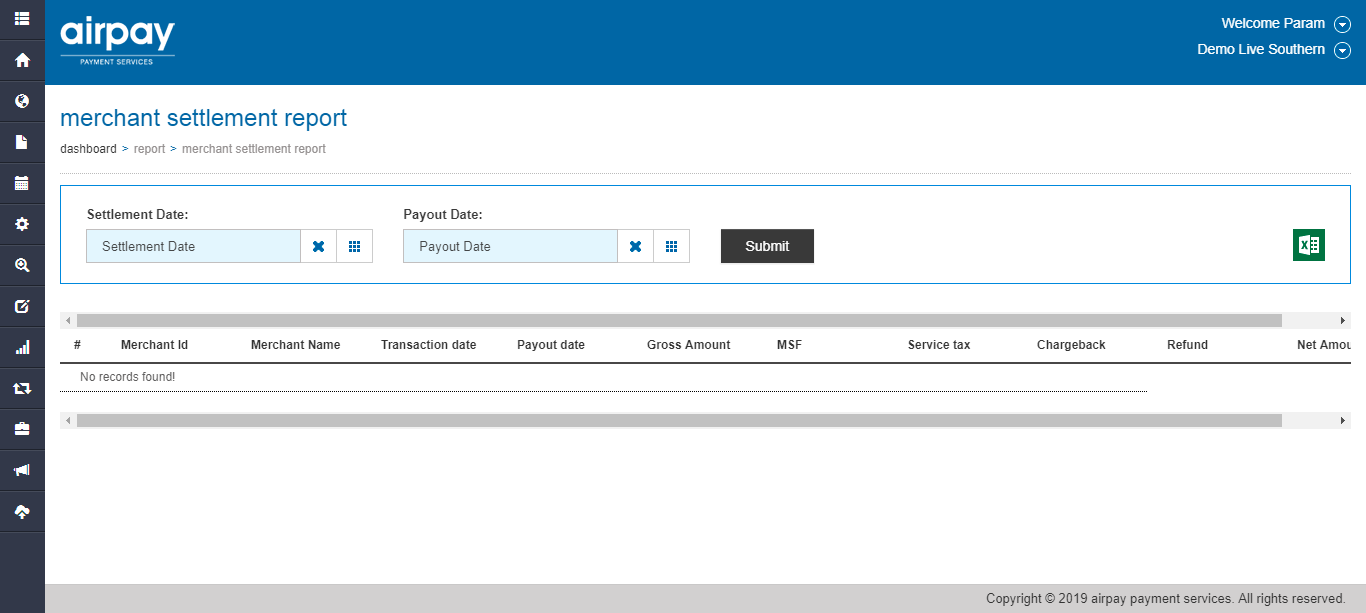 airpay
PAYMENT SERVICES
Welcome Param
Demo Live Southern
merchant settlement report
dashboard > report > merchant settlement report
Settlement Date: Payout Date:
Settlement Date Payout Date Submit
# Merchant Id Merchant Name Transaction date Payout date Gross Amount MSF Service tax Chargeback Refund Net Amou
No records found!
Copyright © 2019 airpay payment services. All rights reserved.